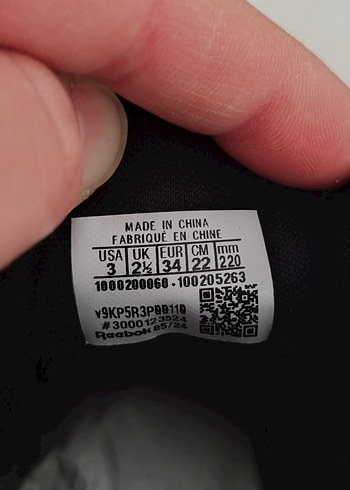 MADE IN CHINA
FABRIQUÉ EN CHINE
USA UK EUR CM mm
3 2½ 34 22 220
1000200060-100205263
v9KP5R3P00110
#3000123524
Reebok 05/24